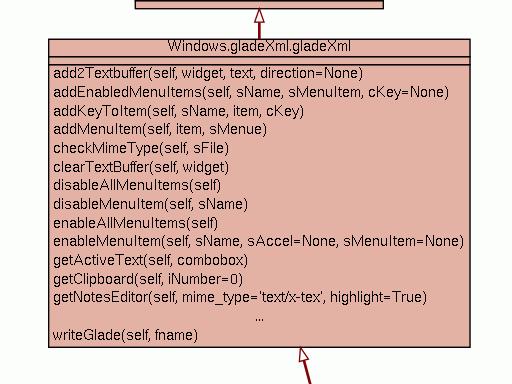 Windows.gladeXml.gladeXml
add2Textbuffer(self, widget, text, direction=None)
addEnabledMenuItems(self, sName, sMenuItem, cKey=None)
addKeyToItem(self, sName, item, cKey)
addMenuItem(self, item, sMenue)
checkMimeType(self, sFile)
clearTextBuffer(self, widget)
disableAllMenuItems(self)
disableMenuItem(self, sName)
enableAllMenuItems(self)
enableMenuItem(self, sName, sAccel=None, sMenuItem=None)
getActiveText(self, combobox)
getClipboard(self, iNumber=0)
getNotesEditor(self, mime_type='text/x-tex', highlight=True)
...
writeGlade(self, fname)